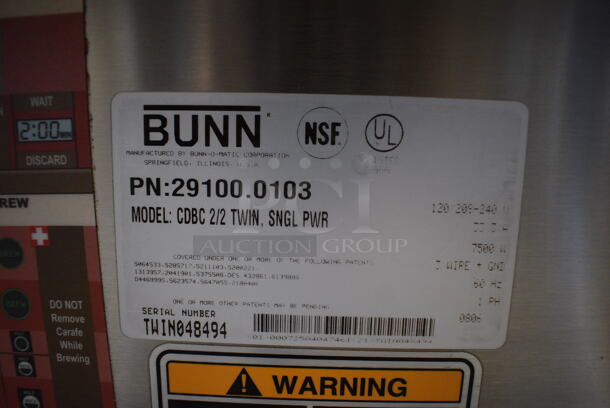 WAIT
2:00
DISCARD
BREW
DO NOT
Remove
Carafe
While
Brewing
BUNN
NSF
UL
MANUFACTURED BY BUNN-O-MATIC CORPORATION
SPRINGFIELD, ILLINOIS, U.S.A.
PN:29100.0103
MODEL: CDBC 2/2 TWIN, SNGL PWR
120/208-240 V
7500 W
3 WIRE + GND
60 HZ
1 PH
0806
PCI
AUCTION GROUP
COVERED UNDER ONE OR MORE OF THE FOLLOWING PATENTS
ONE OR MORE OTHER PATENTS MAY BE PENDING
SERIAL NUMBER
TWIN048494
WARNING